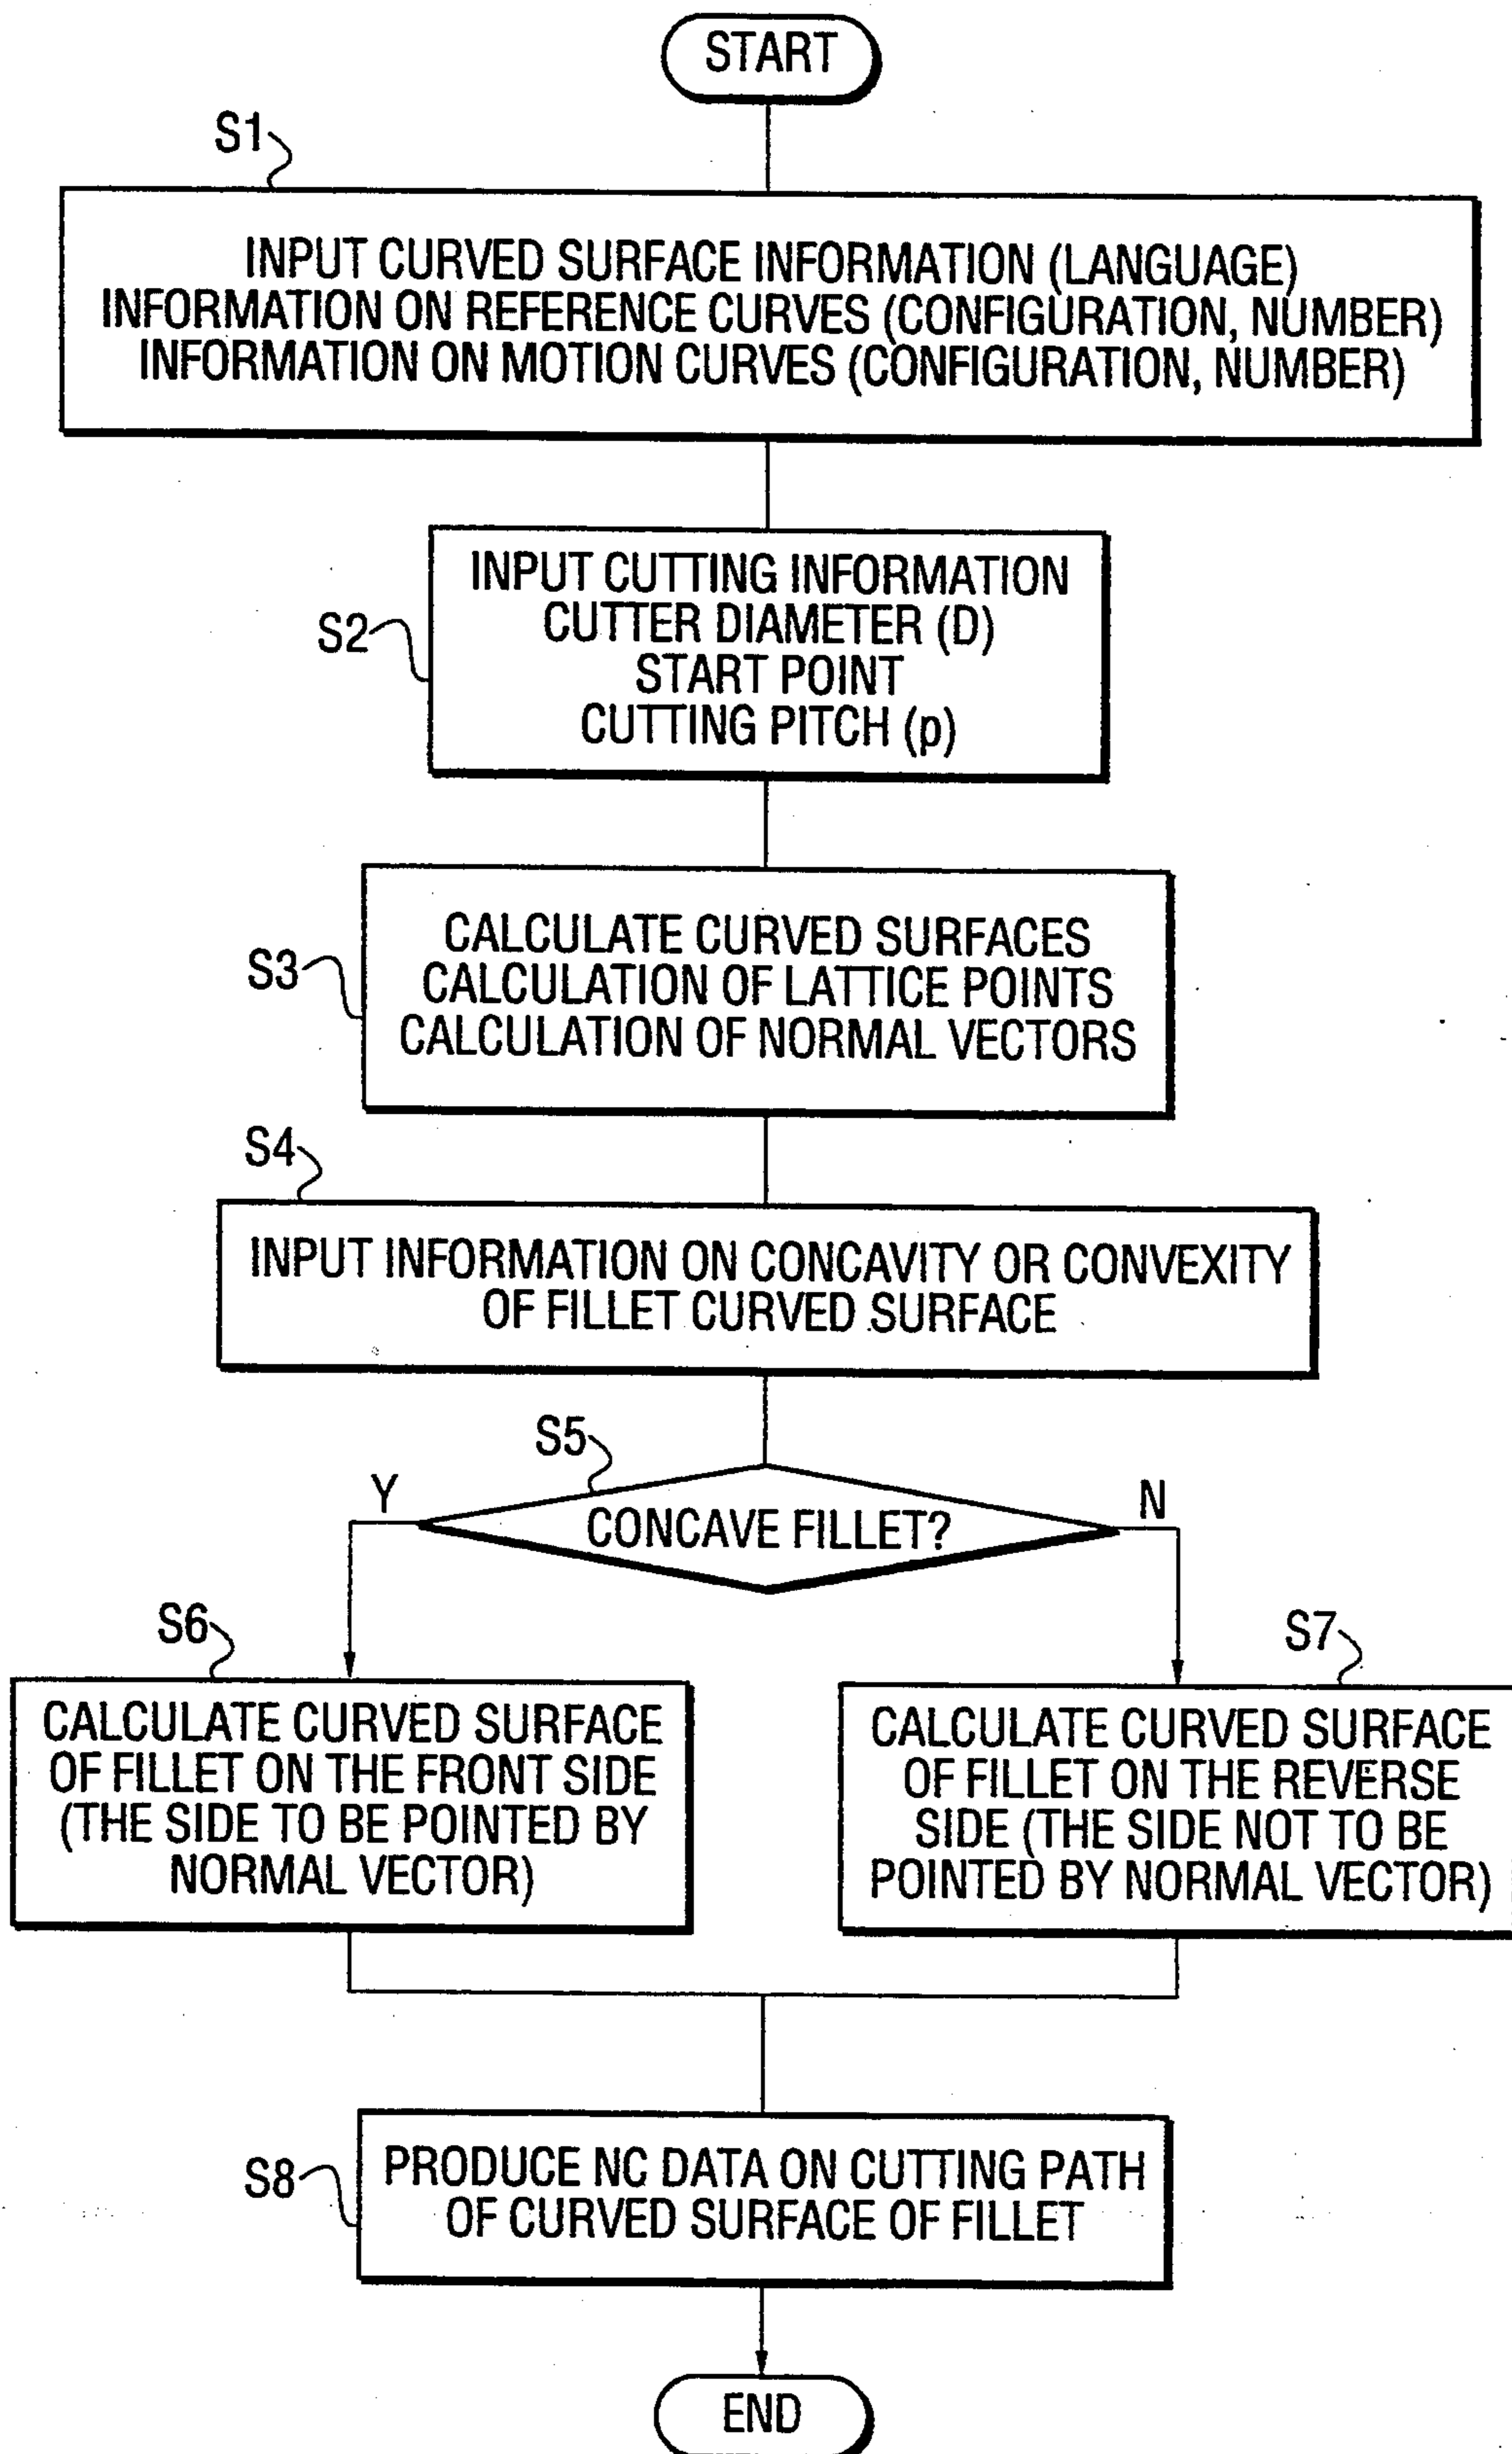 START
S1
INPUT CURVED SURFACE INFORMATION (LANGUAGE)
INFORMATION ON REFERENCE CURVES (CONFIGURATION, NUMBER)
INFORMATION ON MOTION CURVES (CONFIGURATION, NUMBER)
S2
INPUT CUTTING INFORMATION
CUTTER DIAMETER (D)
START POINT
CUTTING PITCH (p)
S3
CALCULATE CURVED SURFACES
CALCULATION OF LATTICE POINTS
CALCULATION OF NORMAL VECTORS
S4
INPUT INFORMATION ON CONCAVITY OR CONVEXITY
OF FILLET CURVED SURFACE
S5
CONCAVE FILLET?
Y
N
S6
CALCULATE CURVED SURFACE
OF FILLET ON THE FRONT SIDE
(THE SIDE TO BE POINTED BY
NORMAL VECTOR)
S7
CALCULATE CURVED SURFACE
OF FILLET ON THE REVERSE
SIDE (THE SIDE NOT TO BE
POINTED BY NORMAL VECTOR)
S8
PRODUCE NC DATA ON CUTTING PATH
OF CURVED SURFACE OF FILLET
END